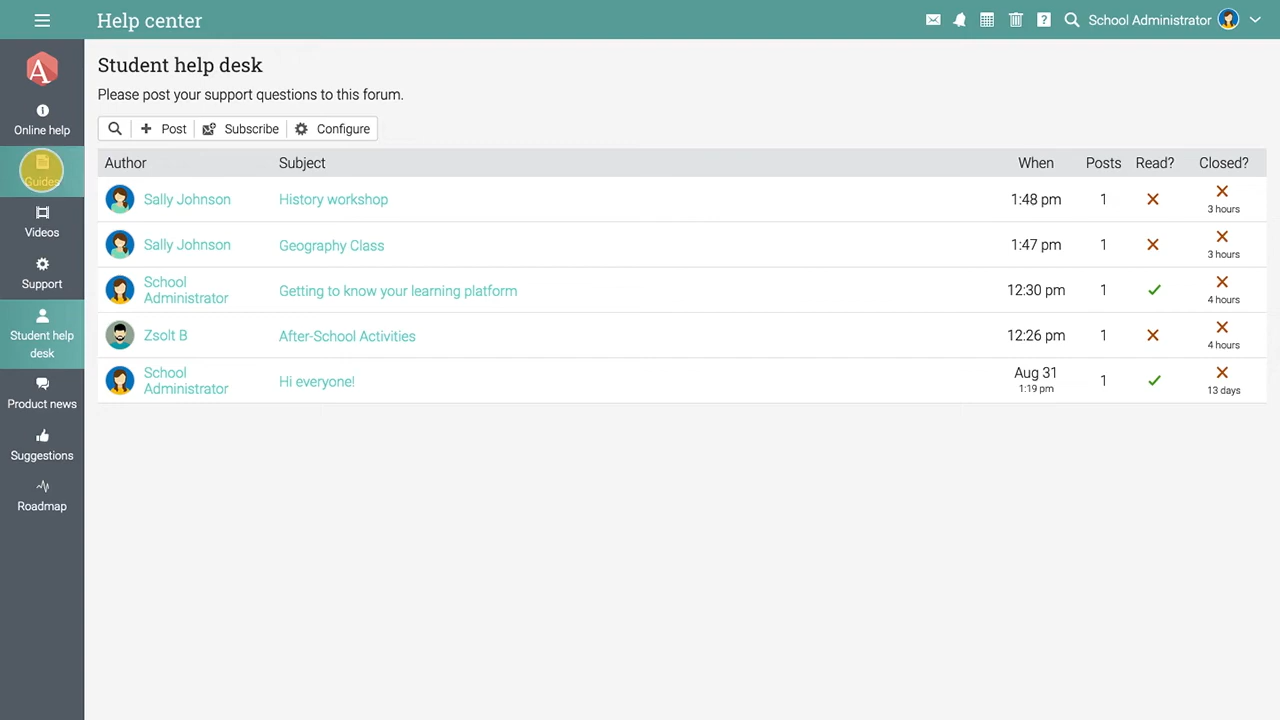 Help center
School Administrator
A
Online help
Guides
Videos
Support
Student help
desk
Product news
Suggestions
Roadmap
Student help desk
Please post your support questions to this forum.
Post Subscribe Configure
Author Subject When Posts Read? Closed?
Sally Johnson History workshop 1:48 pm 1
3 hours
Sally Johnson Geography Class 1:47 pm 1
3 hours
School
Administrator Getting to know your learning platform 12:30 pm 1
4 hours
Zsolt B After-School Activities 12:26 pm 1
4 hours
School
Administrator Hi everyone! Aug 31 1
1:19 pm 13 days